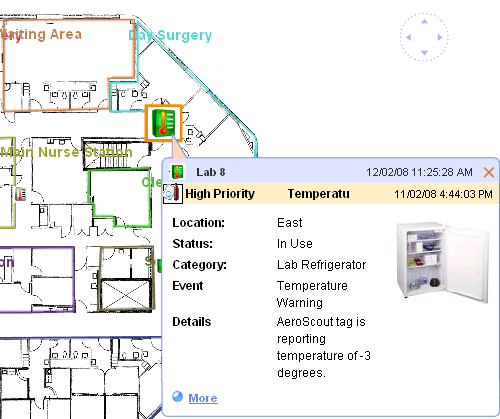 Waiting Area
Day Surgery
Main Nurse Station
Cle
Lab 8 12/02/08 11:25:28 AM
High Priority Temperatu 11/02/08 4:44:03 PM
Location: East
Status: In Use
Category: Lab Refrigerator
Event Temperature
Warning
Details AeroScout tag is
reporting
temperature of -3
degrees.
More